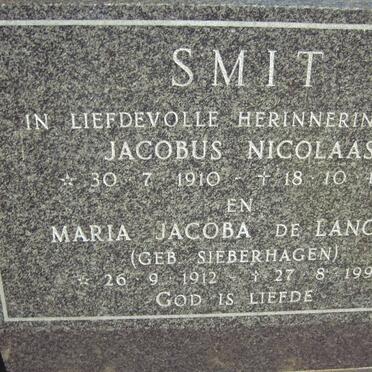 SMIT
IN LIEFDEVOLLE HERINNERIN
JACOBUS NICOLAAS
☆ 30 · 7 · 1910 - † 18 · 10 ·
EN
MARIA JACOBA DE LANG
(GEB. SIEBERHAGEN)
☆ 26 · 9 · 1912 † 27 · 8 · 199
GOD IS LIEFDE